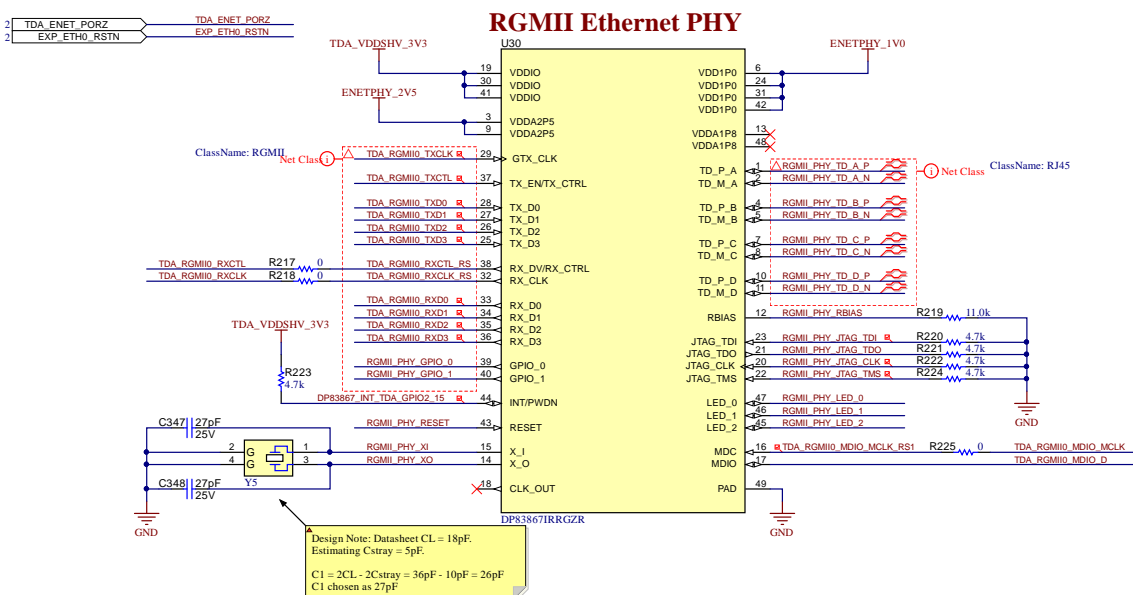 RGMII Ethernet PHY
2 TDA_ENET_PORZ TDA_ENET_PORZ
2 EXP_ETH0_RSTN EXP_ETH0_RSTN
TDA_VDDSHV_3V3
U30
ENETPHY_1V0
19 VDDIO VDD1P0 6
30 VDDIO VDD1P0 24
41 VDDIO VDD1P0 31
VDD1P0 42
ENETPHY_2V5
3 VDDA2P5
9 VDDA2P5
VDDA1P8 13
VDDA1P8 48
ClassName: RGMII Net Class i
TDA_RGMII0_TXCLK 29 GTX_CLK
TDA_RGMII0_TXCTL 37 TX_EN/TX_CTRL
TD_P_A 1 RGMII_PHY_TD_A_P
TD_M_A 2 RGMII_PHY_TD_A_N
i Net Class ClassName: RJ45
TDA_RGMII0_TXD0 28 TX_D0 TD_P_B 4 RGMII_PHY_TD_B_P
TDA_RGMII0_TXD1 27 TX_D1 TD_M_B 5 RGMII_PHY_TD_B_N
TDA_RGMII0_TXD2 26 TX_D2
TDA_RGMII0_TXD3 25 TX_D3 TD_P_C 7 RGMII_PHY_TD_C_P
TD_M_C 8 RGMII_PHY_TD_C_N
TDA_RGMII0_RXCTL R217 0 TDA_RGMII0_RXCTL_RS 38 RX_DV/RX_CTRL
TDA_RGMII0_RXCLK R218 0 TDA_RGMII0_RXCLK_RS 32 RX_CLK
TD_P_D 10 RGMII_PHY_TD_D_P
TD_M_D 11 RGMII_PHY_TD_D_N
TDA_RGMII0_RXD0 33 RX_D0
TDA_RGMII0_RXD1 34 RX_D1 RBIAS 12 RGMII_PHY_RBIAS R219 11.0k
TDA_RGMII0_RXD2 35 RX_D2
TDA_RGMII0_RXD3 36 RX_D3 JTAG_TDI 23 RGMII_PHY_JTAG_TDI R220 4.7k
JTAG_TDO 21 RGMII_PHY_JTAG_TDO R221 4.7k
TDA_VDDSHV_3V3
RGMII_PHY_GPIO_0 39 GPIO_0 JTAG_CLK 20 RGMII_PHY_JTAG_CLK R222 4.7k
RGMII_PHY_GPIO_1 40 GPIO_1 JTAG_TMS 22 RGMII_PHY_JTAG_TMS R224 4.7k
R223
4.7k
GND
DP83867_INT_TDA_GPIO2_15 44 INT/PWDN LED_0 47 RGMII_PHY_LED_0
LED_1 46 RGMII_PHY_LED_1
RGMII_PHY_RESET 43 RESET LED_2 45 RGMII_PHY_LED_2
C347 27pF
25V
2 G 1 RGMII_PHY_XI 15 X_I MDC 16 TDA_RGMII0_MDIO_MCLK_RS1 R225 0 TDA_RGMII0_MDIO_MCLK
4 G 3 RGMII_PHY_XO 14 X_O MDIO 17 TDA_RGMII0_MDIO_D
Y5
C348 27pF
25V
18 CLK_OUT PAD 49
GND
DP83867IRRGZR
GND
Design Note: Datasheet CL = 18pF.
Estimating Cstray = 5pF.
C1 = 2CL - 2Cstray = 36pF - 10pF = 26pF
C1 chosen as 27pF